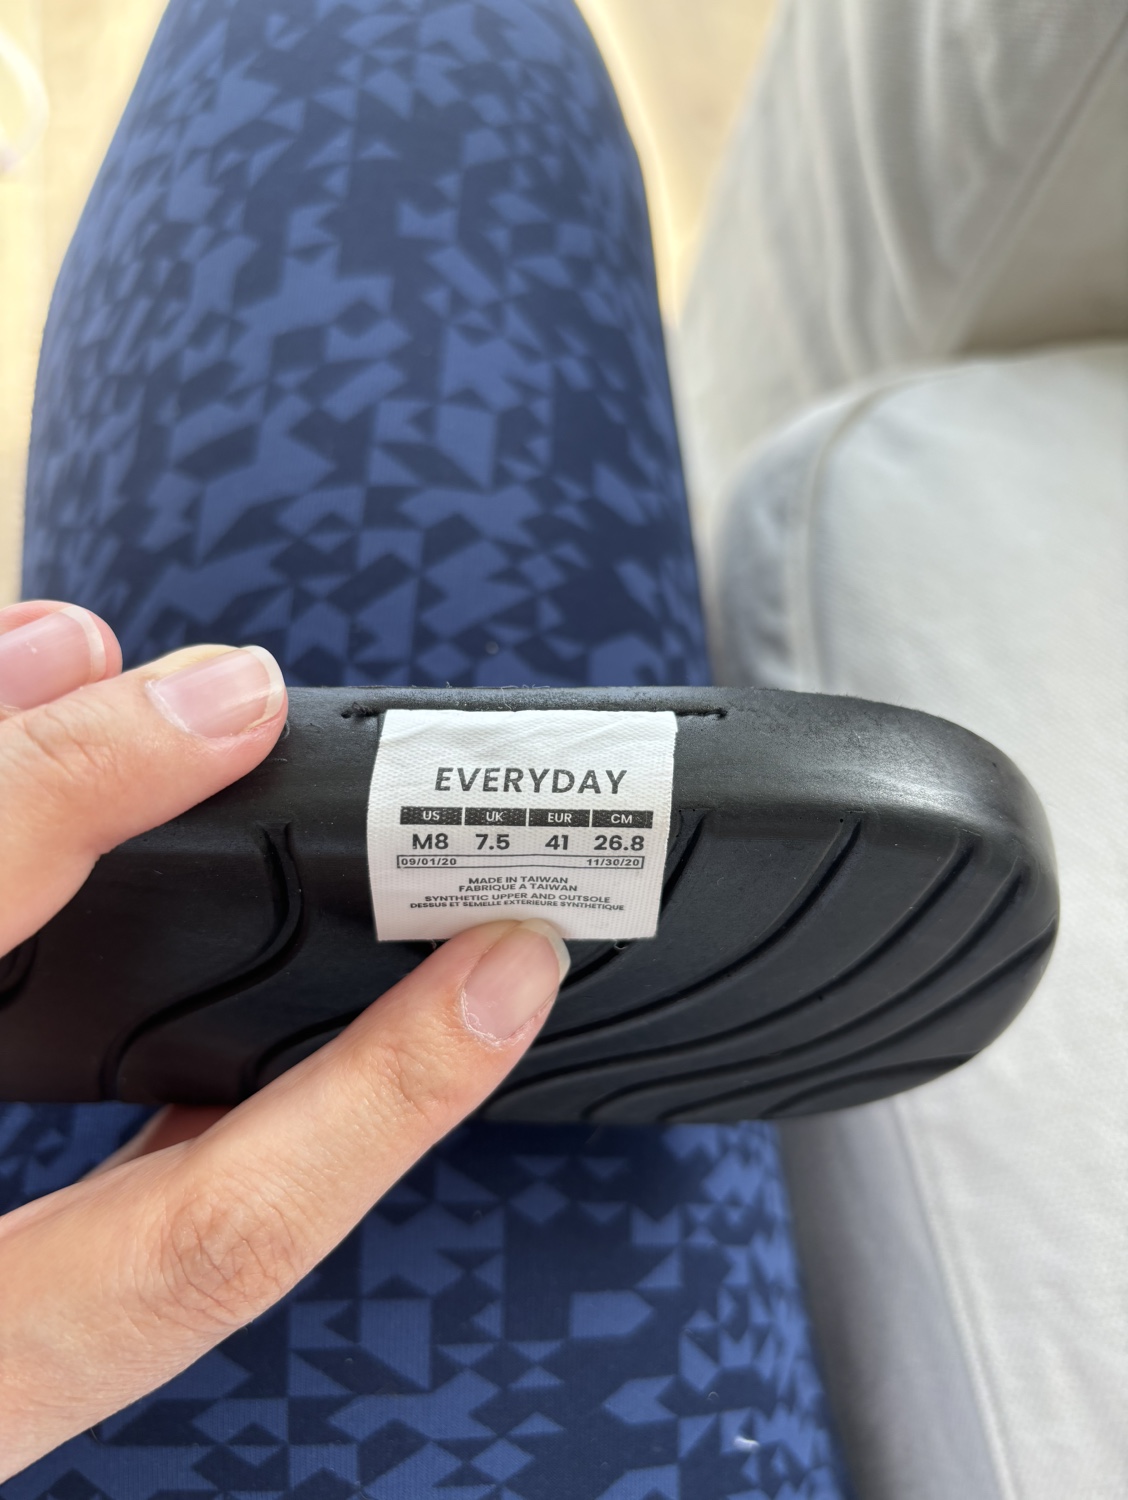 EVERYDAY
US UK EUR CM
M8 7.5 41 26.8
09/01/20 11/30/20
MADE IN TAIWAN
FABRIQUE A TAIWAN
SYNTHETIC UPPER AND OUTSOLE
DESSUS ET SEMELLE EXTERIEURE SYNTHETIQUE